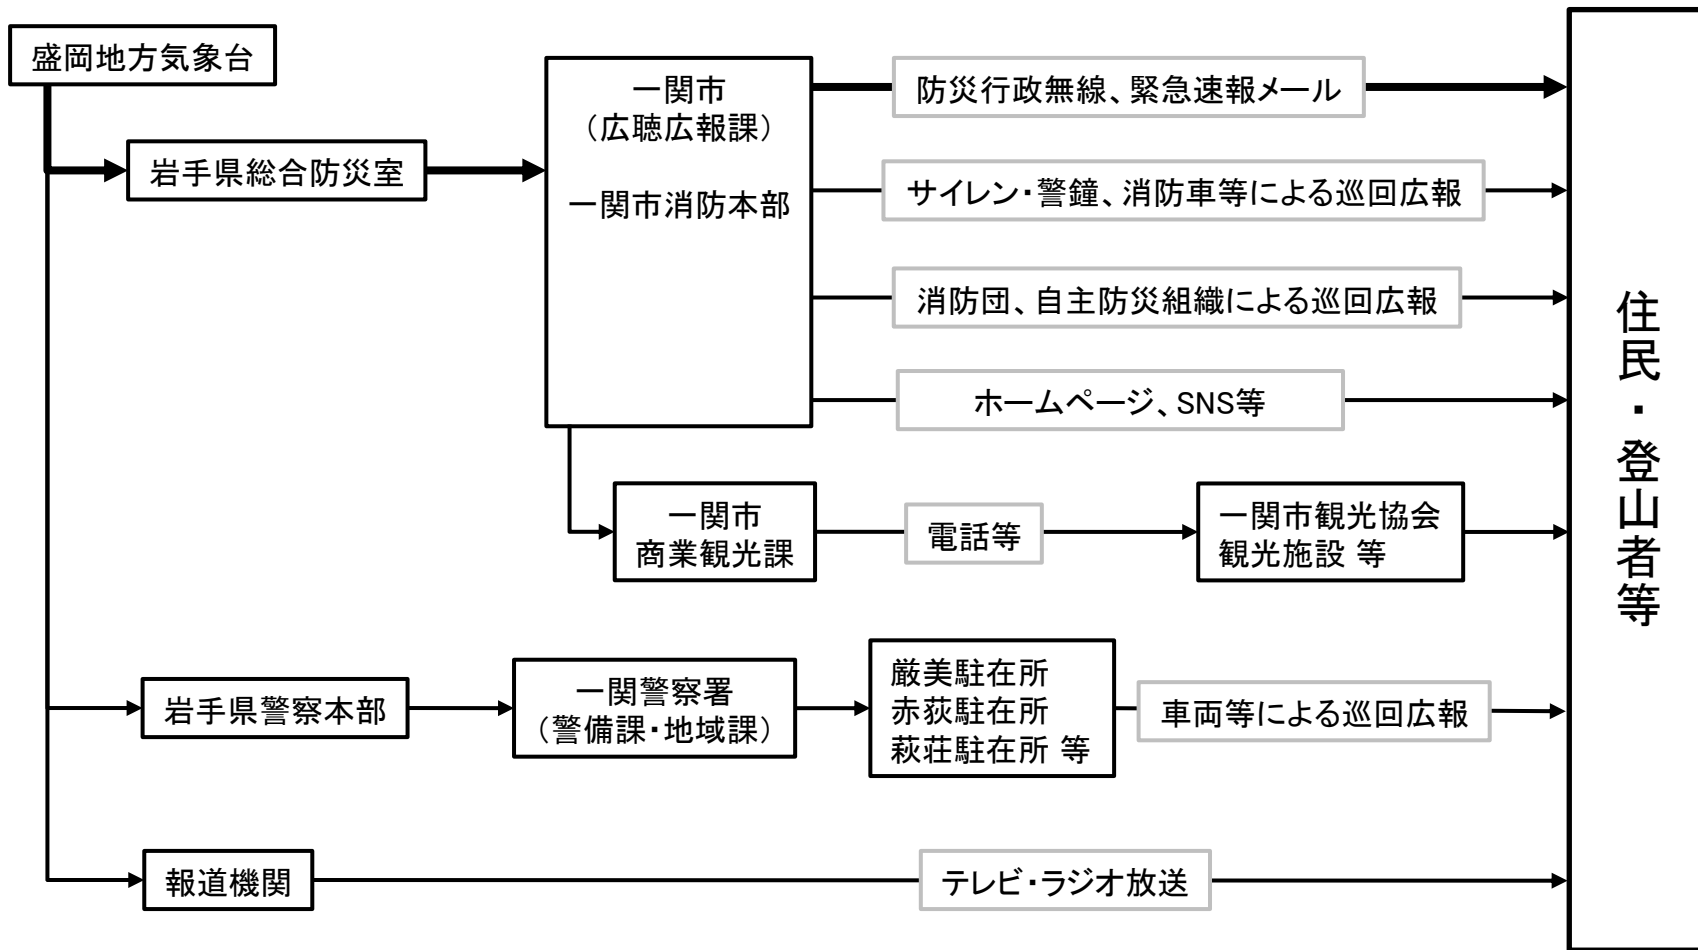 盛岡地方気象台
岩手県総合防災室
一関市
（広聴広報課）
一関市消防本部
防災行政無線、緊急速報メール
サイレン・警鐘、消防車等による巡回広報
消防団、自主防災組織による巡回広報
ホームページ、SNS等
一関市
商業観光課
電話等
一関市観光協会
観光施設 等
岩手県警察本部
一関警察署
（警備課・地域課）
厳美駐在所
赤荻駐在所
萩荘駐在所 等
車両等による巡回広報
報道機関
テレビ・ラジオ放送
住民・登山者等